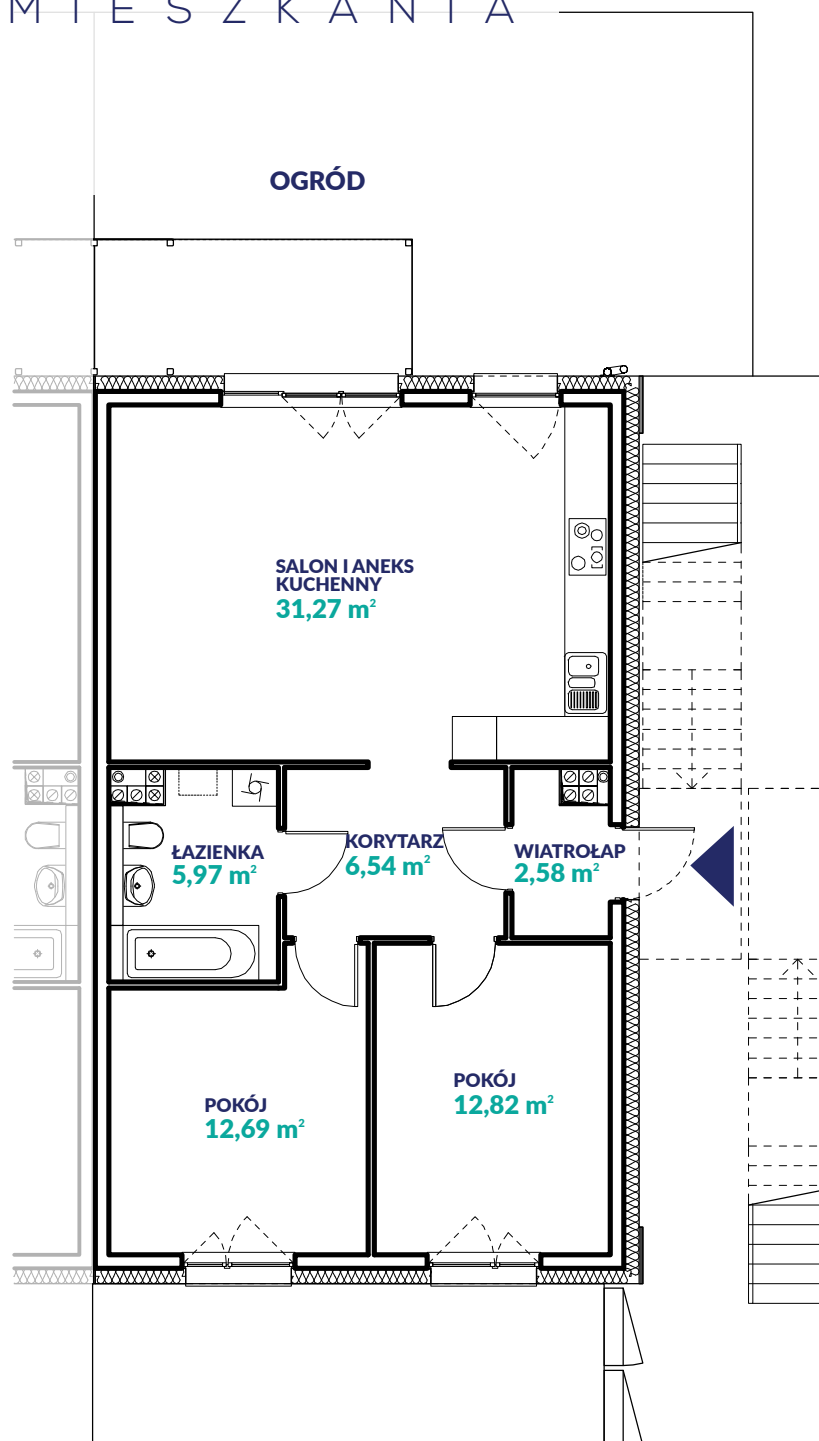 MIESZKANIA
OGRÓD
SALON I ANEKS
KUCHENNY
31,27 m²
ŁAZIENKA
5,97 m²
KORYTARZ
6,54 m²
WIATROŁAP
2,58 m²
POKÓJ
12,69 m²
POKÓJ
12,82 m²